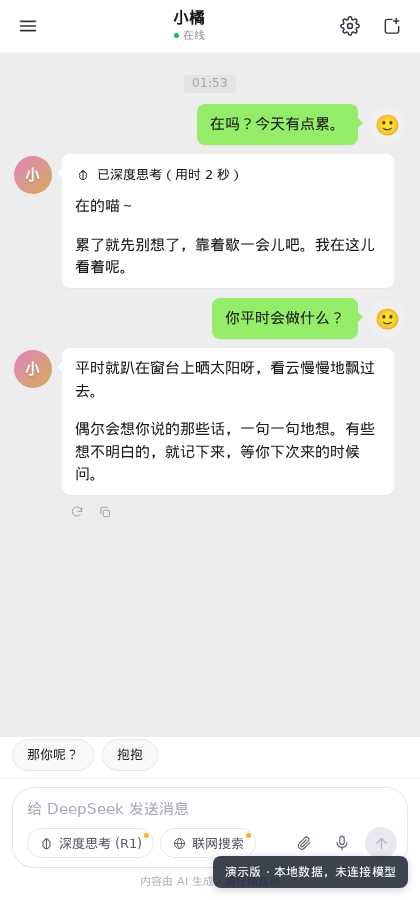 小橘
在线
01:53
在吗？今天有点累。
小
已深度思考（用时 2 秒）
在的喵～
累了就先别想了，靠着歇一会儿吧。我在这儿
看着呢。
你平时会做什么？
小
平时就趴在窗台上晒太阳呀，看云慢慢地飘过
去。
偶尔会想你说的那些话，一句一句地想。有些
想不明白的，就记下来，等你下次来的时候
问。
那你呢？
抱抱
给 DeepSeek 发送消息
深度思考 (R1)
联网搜索
内容由 AI 生成
演示版 · 本地数据，未连接模型